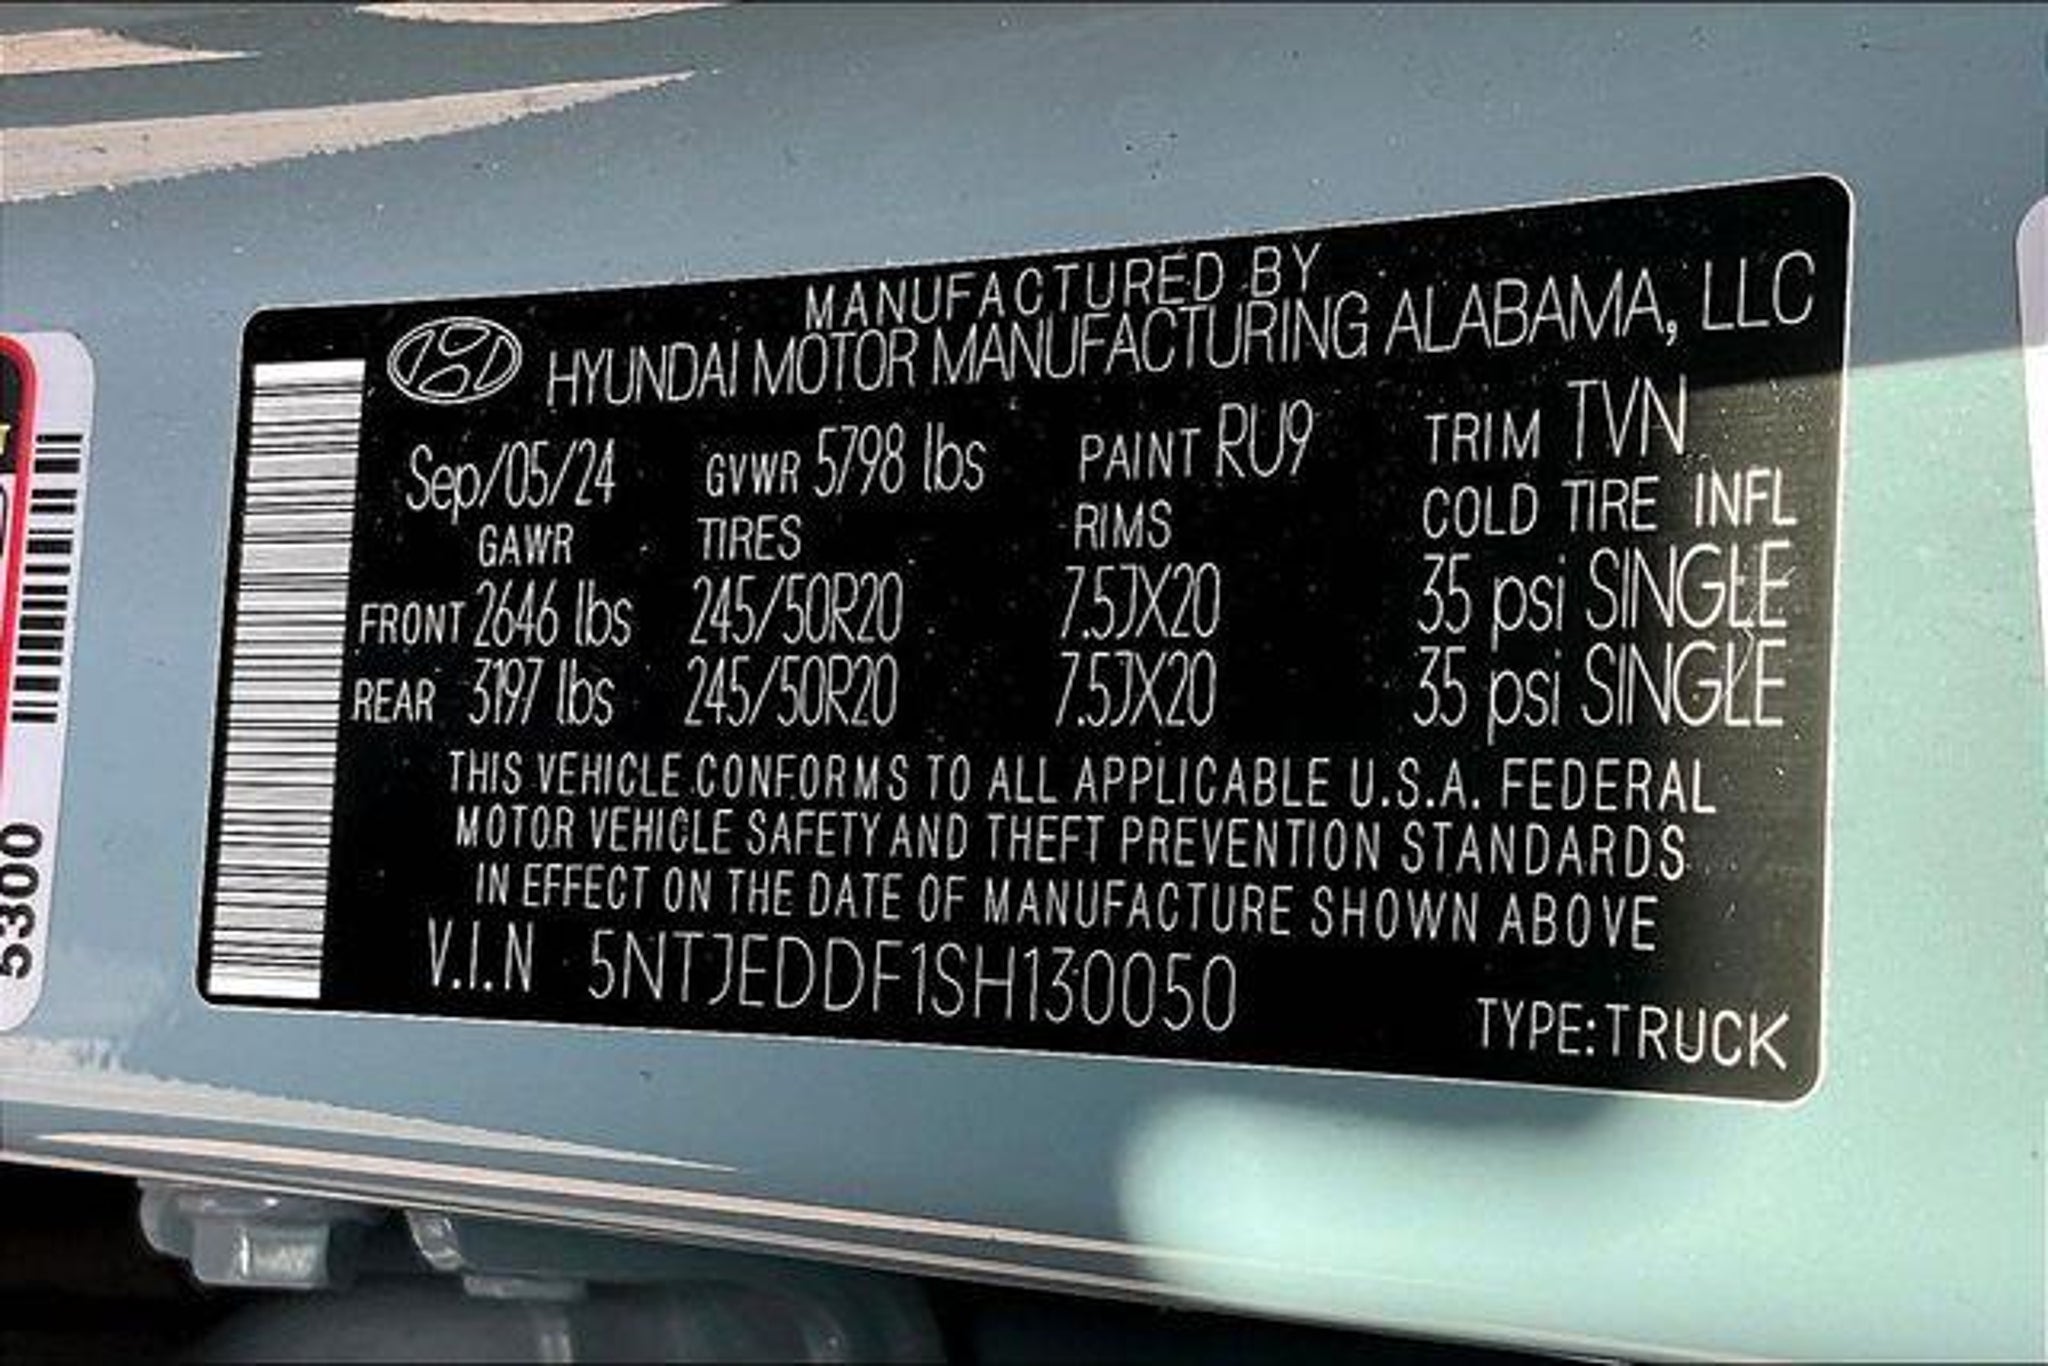 MANUFACTURED BY
HYUNDAI MOTOR MANUFACTURING ALABAMA, LLC
Sep/05/24 GVWR 5798 lbs PAINT RU9 TRIM TVN
GAWR TIRES RIMS COLD TIRE INFL
FRONT 2646 lbs 245/50R20 7.5JX20 35 psi SINGLE
REAR 3197 lbs 245/50R20 7.5JX20 35 psi SINGLE
THIS VEHICLE CONFORMS TO ALL APPLICABLE U.S.A. FEDERAL
MOTOR VEHICLE SAFETY AND THEFT PREVENTION STANDARDS
IN EFFECT ON THE DATE OF MANUFACTURE SHOWN ABOVE
V.I.N 5NTJEDDF1SH130050
TYPE:TRUCK
5300